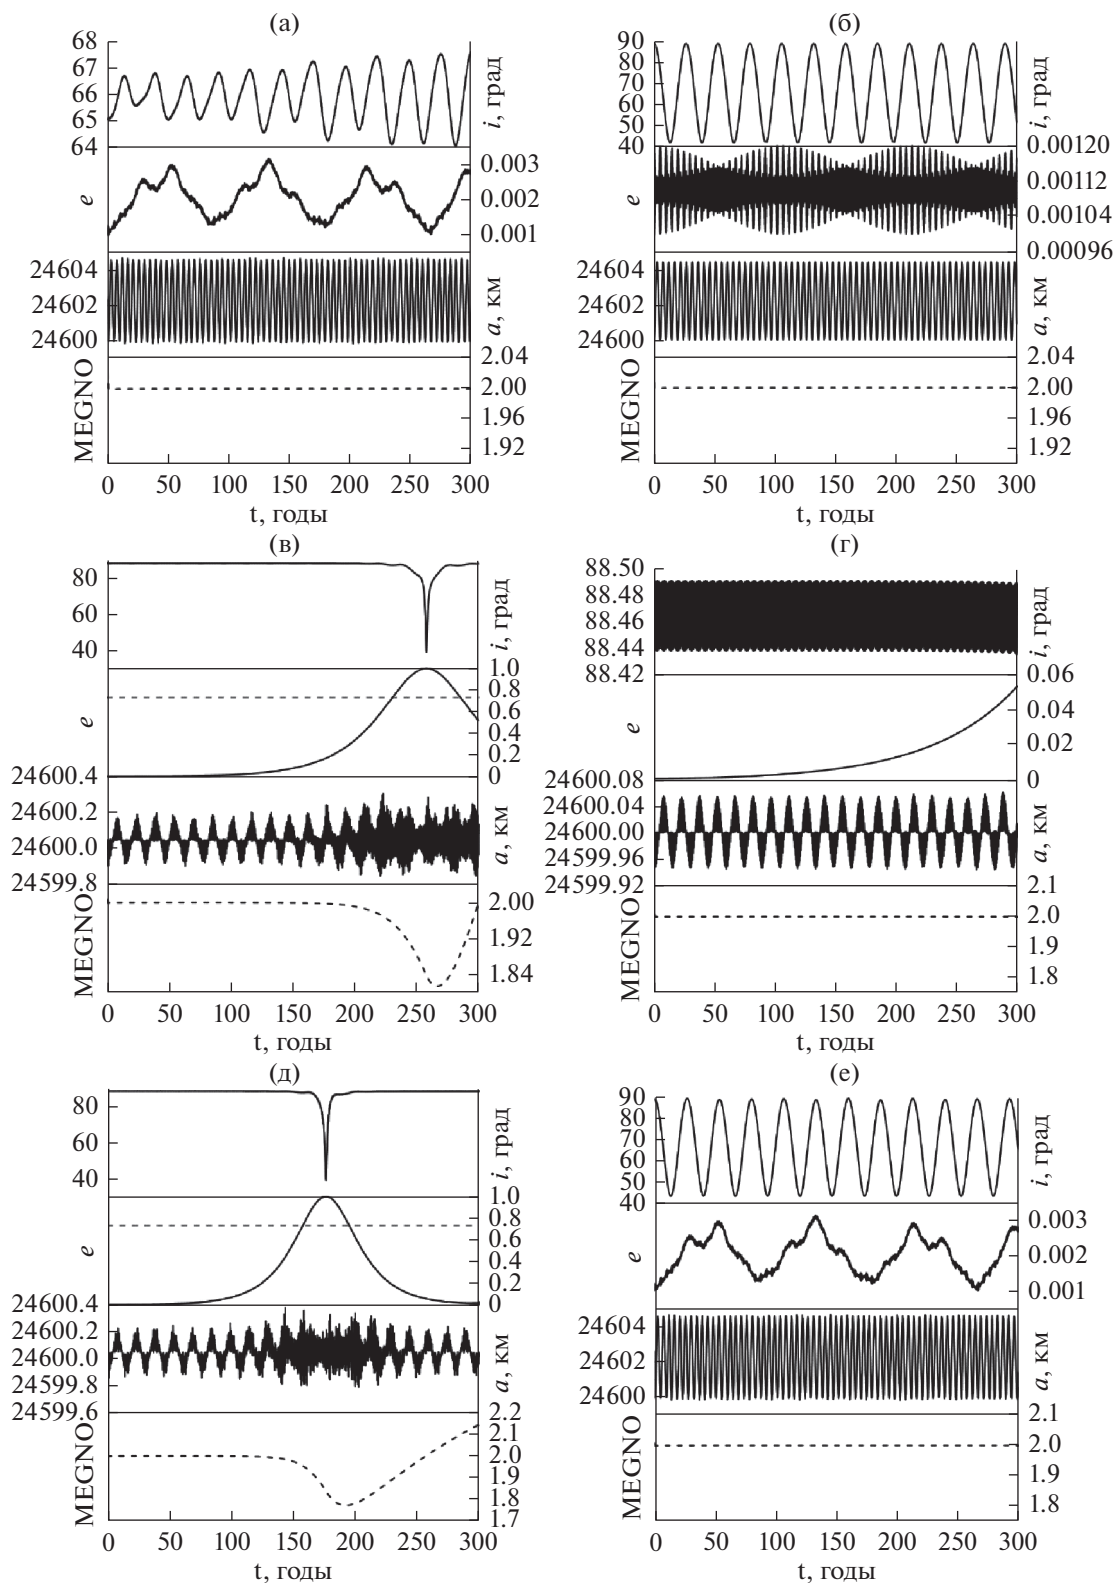 (а)
68
67
66
65
64
i, град
0.003
0.002
0.001
e
24604
24602
24600
a, км
2.04
2.00
1.96
1.92
MEGNO
0 50 100 150 200 250 300
t, годы
(б)
90
80
70
60
50
40
i, град
0.00120
0.00112
0.00104
0.00096
e
24604
24602
24600
a, км
2.04
2.00
1.96
1.92
MEGNO
0 50 100 150 200 250 300
t, годы
(в)
80
60
40
i, град
1.0
0.8
0.6
0.4
0.2
0
e
24600.4
24600.2
24600.0
24599.8
a, км
2.00
1.92
1.84
MEGNO
0 50 100 150 200 250 300
t, годы
(г)
88.50
88.48
88.46
88.44
88.42
i, град
0.06
0.04
0.02
0
e
24600.08
24600.04
24600.00
24599.96
24599.92
a, км
2.1
2.0
1.9
1.8
MEGNO
0 50 100 150 200 250 300
t, годы
(д)
80
60
40
i, град
1.0
0.8
0.6
0.4
0.2
0
e
24600.4
24600.2
24600.0
24599.8
24599.6
a, км
2.2
2.1
2.0
1.9
1.8
1.7
MEGNO
0 50 100 150 200 250 300
t, годы
(е)
90
80
70
60
50
40
i, град
0.003
0.002
0.001
e
24604
24602
24600
a, км
2.1
2.0
1.9
1.8
MEGNO
0 50 100 150 200 250 300
t, годы